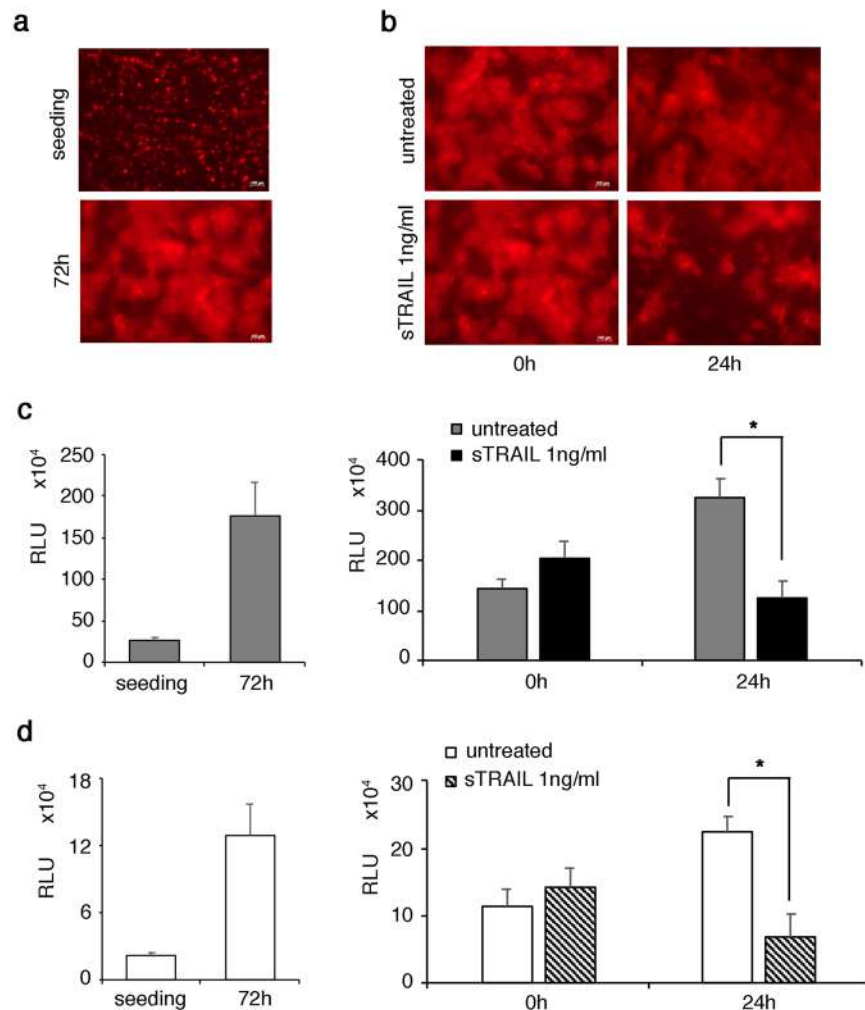 a
b
seeding
72h
untreated
sTRAIL 1ng/ml
0h
24h
c
RLU x10⁴
250
200
150
100
50
0
seeding
72h
untreated
sTRAIL 1ng/ml
*
RLU x10⁴
400
300
200
100
0
0h
24h
d
RLU x10⁴
18
12
6
0
seeding
72h
untreated
sTRAIL 1ng/ml
*
RLU x10⁴
30
20
10
0
0h
24h